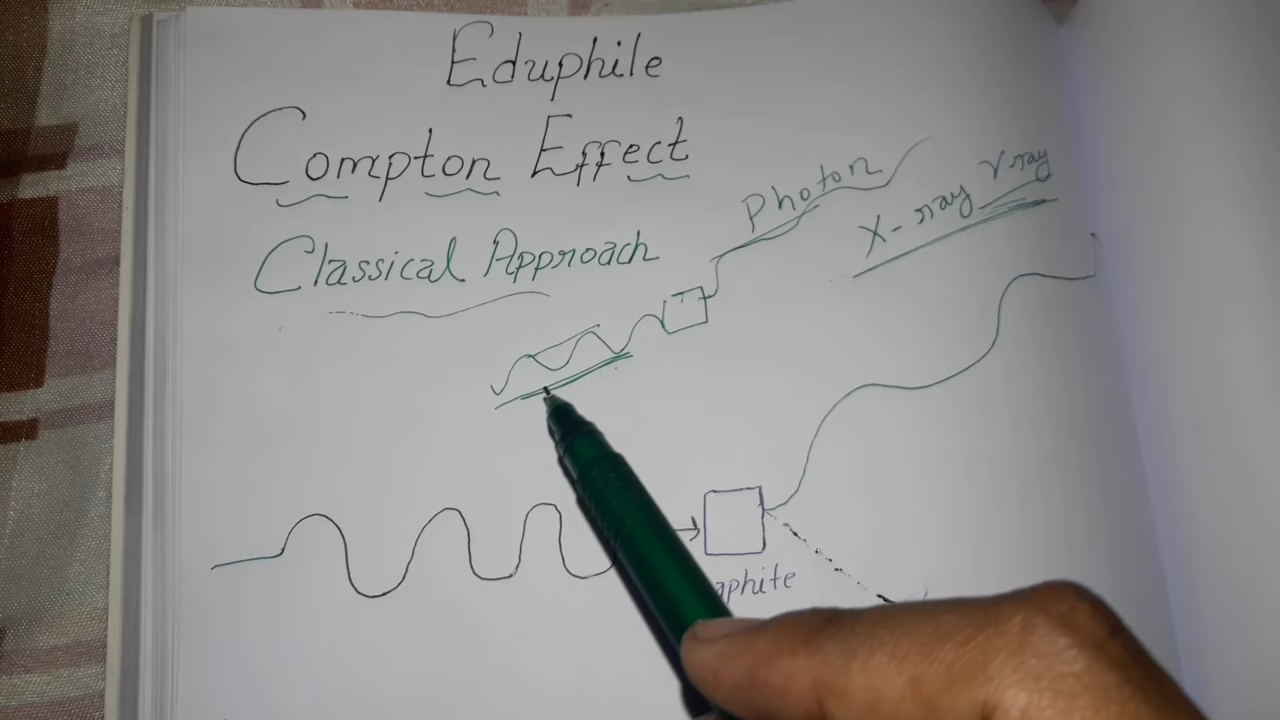 Eduphile
Compton Effect
Classical Approach
Photon
X-ray γ-ray